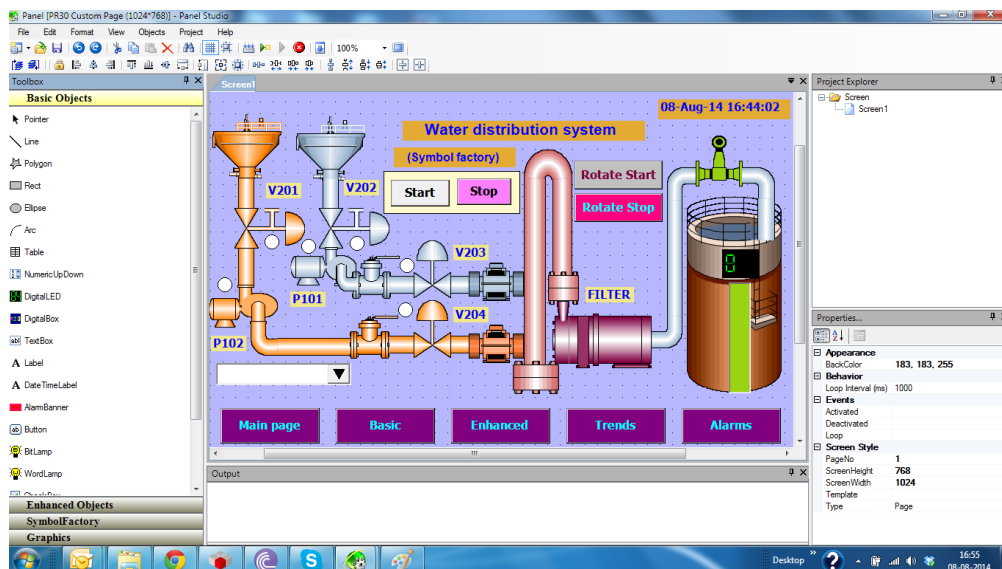 Panel [PR30 Custom Page (1024*768)] - Panel Studio
File Edit Format View Objects Project Help
100%
Toolbox
Basic Objects
Pointer
Line
Polygon
Rect
Ellipse
Arc
Table
NumericUpDown
DigitalLED
DigitalBox
TextBox
Label
DateTimeLabel
AlarmBanner
Button
BitLamp
WordLamp
Enhanced Objects
SymbolFactory
Graphics
Screen1
08-Aug-14 16:44:02
Water distribution system
(Symbol factory)
Start Stop
Rotate Start
Rotate Stop
V201
V202
V203
P101
V204
P102
FILTER
0
Main page Basic Enhanced Trends Alarms
Output
Project Explorer
Screen
Screen1
Properties...
Appearance
BackColor 183, 183, 255
Behavior
Loop Interval (ms) 1000
Events
Activated
Deactivated
Loop
Screen Style
PageNo 1
ScreenHeight 768
ScreenWidth 1024
Template
Type Page
Desktop
16:55
08-08-2014